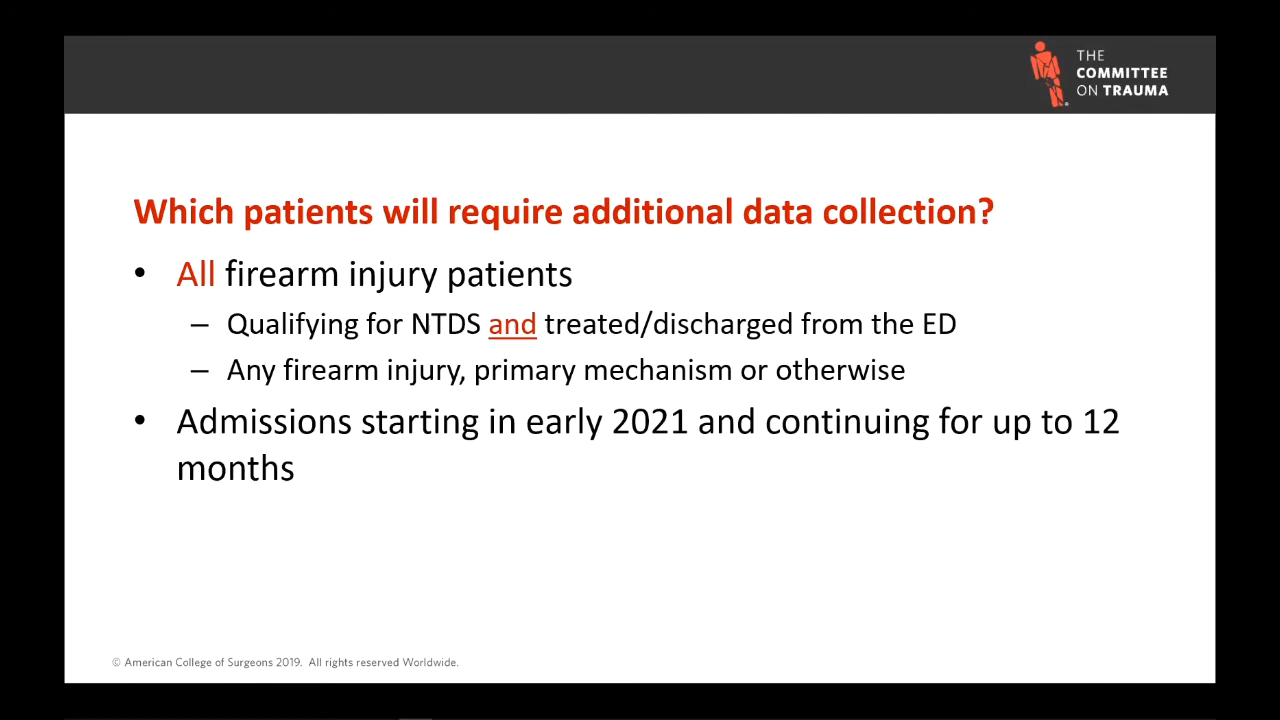 THE
COMMITTEE
ON TRAUMA
Which patients will require additional data collection?
• All firearm injury patients
– Qualifying for NTDS and treated/discharged from the ED
– Any firearm injury, primary mechanism or otherwise
• Admissions starting in early 2021 and continuing for up to 12
months
© American College of Surgeons 2019. All rights reserved Worldwide.